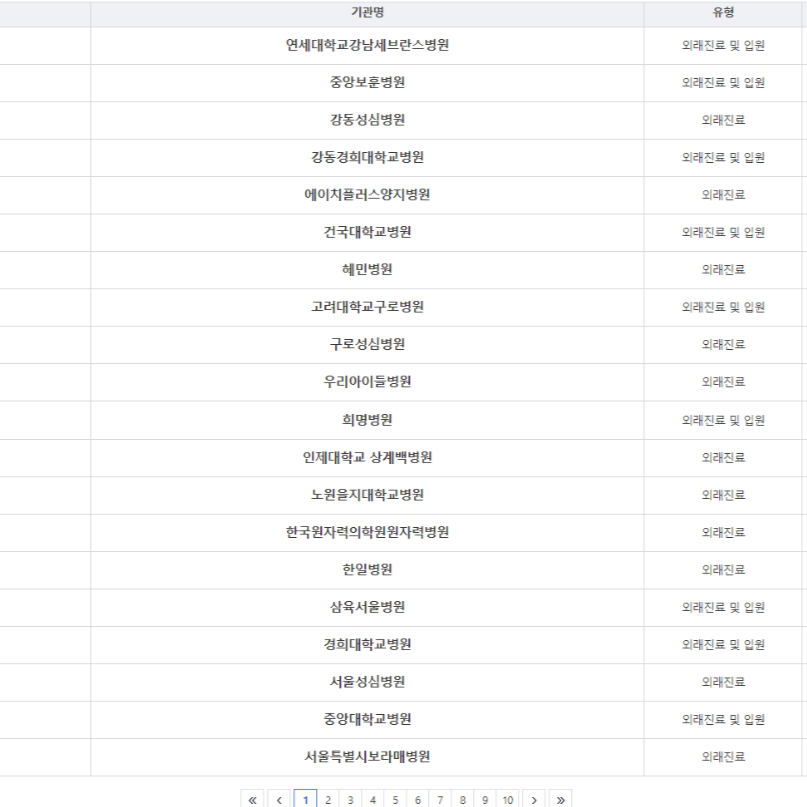 기관명 유형
연세대학교강남세브란스병원 외래진료 및 입원
중앙보훈병원 외래진료 및 입원
강동성심병원 외래진료
강동경희대학교병원 외래진료 및 입원
에이치플러스양지병원 외래진료
건국대학교병원 외래진료 및 입원
혜민병원 외래진료
고려대학교구로병원 외래진료 및 입원
구로성심병원 외래진료
우리아이들병원 외래진료
희명병원 외래진료 및 입원
인제대학교 상계백병원 외래진료
노원을지대학교병원 외래진료
한국원자력의학원원자력병원 외래진료
한일병원 외래진료
삼육서울병원 외래진료 및 입원
경희대학교병원 외래진료 및 입원
서울성심병원 외래진료
중앙대학교병원 외래진료 및 입원
서울특별시보라매병원 외래진료
« ‹ 1 2 3 4 5 6 7 8 9 10 › »